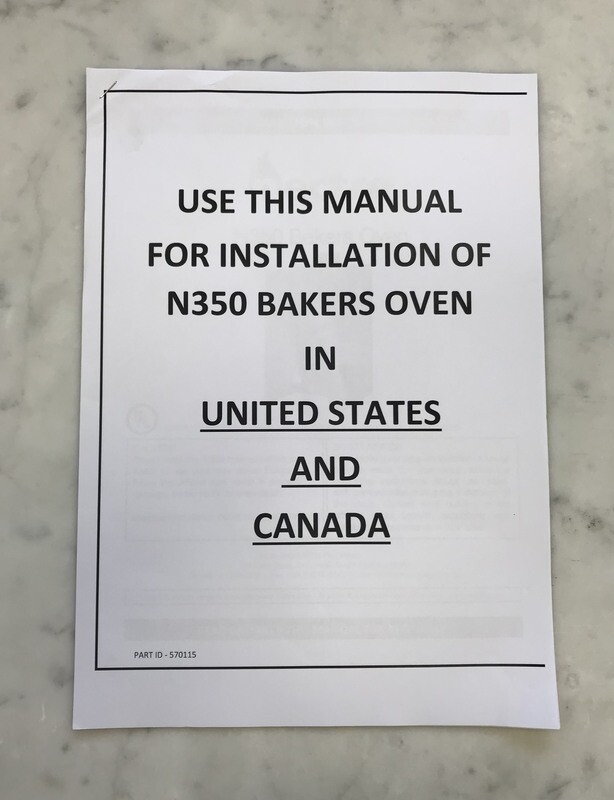 USE THIS MANUAL
FOR INSTALLATION OF
N350 BAKERS OVEN
IN
UNITED STATES
AND
CANADA
PART ID - 570115